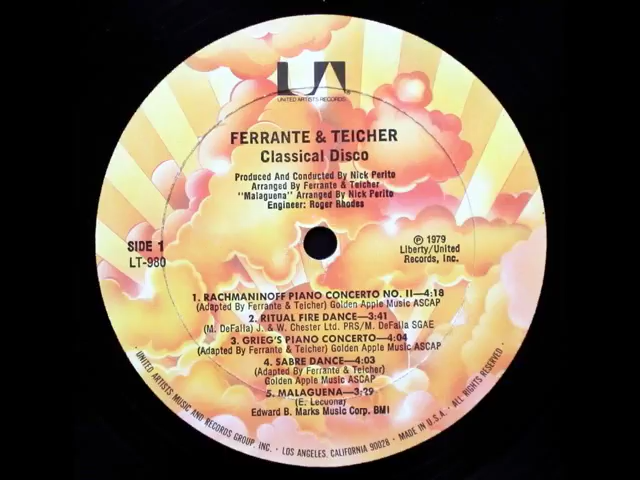 UA
UNITED ARTISTS RECORDS
FERRANTE & TEICHER
Classical Disco
Produced and Conducted By Nick Perito
Arranged By Ferrante & Teicher
"Malaguena" Arranged By Nick Perito
Engineer: Roger Rhodes
SIDE 1
LT-980
℗ 1979
Liberty/United
Records, Inc.
1. RACHMANINOFF PIANO CONCERTO NO. II—4:18
(Adapted By Ferrante & Teicher) Golden Apple Music ASCAP
2. RITUAL FIRE DANCE—3:41
(M. DeFalla) J. & W. Chester Ltd. PRS/M. DeFalla SGAE
3. GRIEG'S PIANO CONCERTO—4:04
(Adapted By Ferrante & Teicher) Golden Apple Music ASCAP
4. SABRE DANCE—4:03
(Adapted By Ferrante & Teicher)
Golden Apple Music ASCAP
5. MALAGUENA—3:29
(E. Lecuona)
Edward B. Marks Music Corp. BMI
· UNITED ARTISTS MUSIC AND RECORDS GROUP, INC. · LOS ANGELES, CALIFORNIA 90028 · MADE IN U.S.A. · ALL RIGHTS RESERVED ·